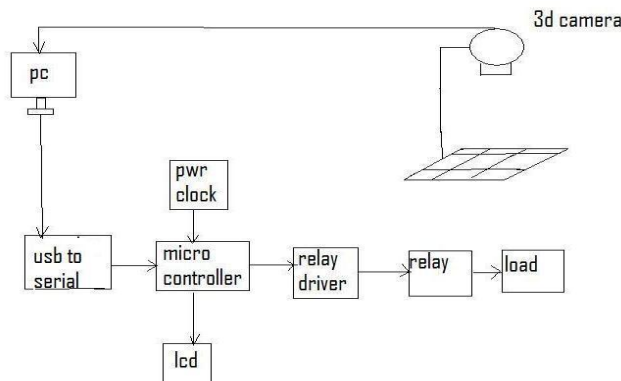 3d camera
pc
pwr
clock
usb to
serial
micro
controller
relay
driver
relay
load
lcd